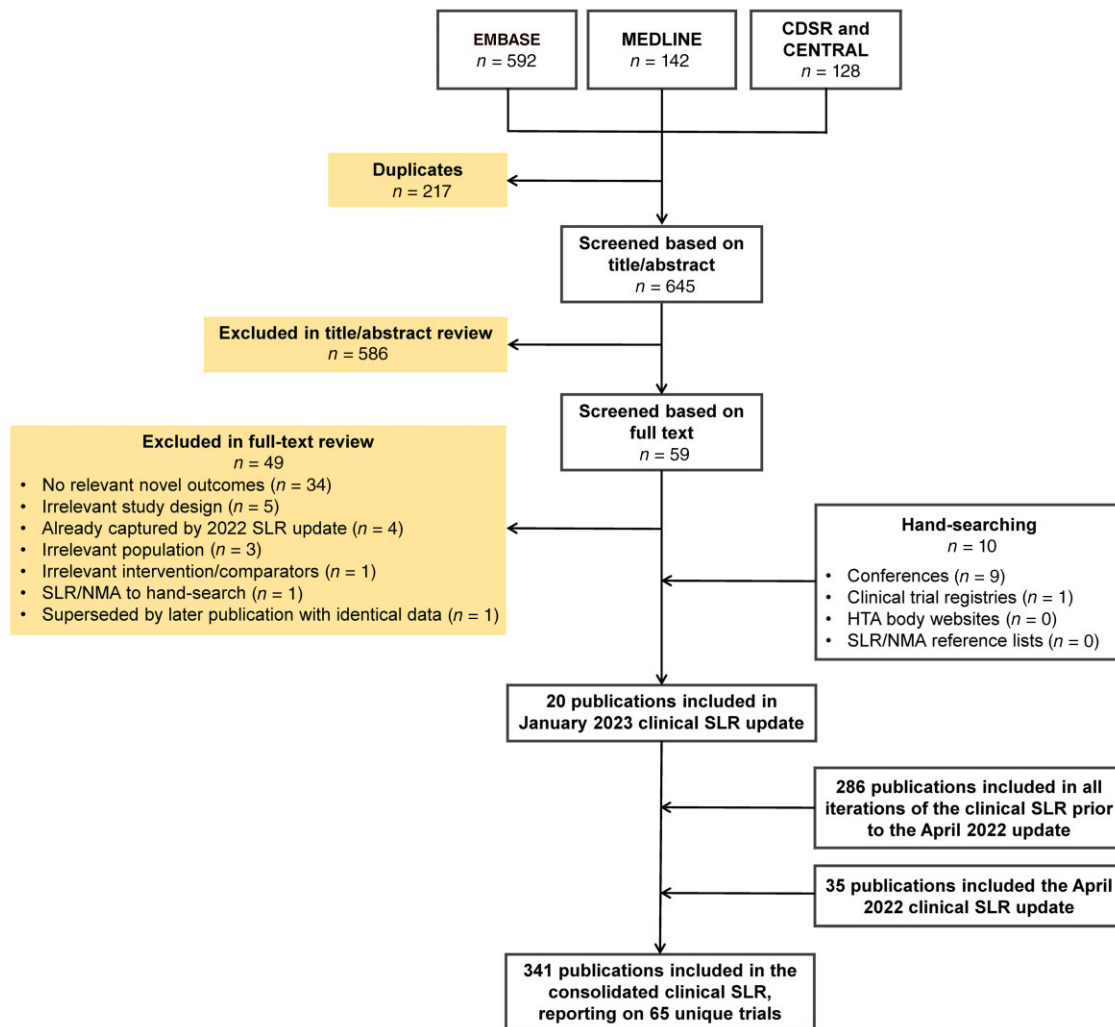 EMBASE
n = 592
MEDLINE
n = 142
CDSR and
CENTRAL
n = 128
Duplicates
n = 217
Screened based on
title/abstract
n = 645
Excluded in title/abstract review
n = 586
Screened based on
full text
n = 59
Excluded in full-text review
n = 49
• No relevant novel outcomes (n = 34)
• Irrelevant study design (n = 5)
• Already captured by 2022 SLR update (n = 4)
• Irrelevant population (n = 3)
• Irrelevant intervention/comparators (n = 1)
• SLR/NMA to hand-search (n = 1)
• Superseded by later publication with identical data (n = 1)
Hand-searching
n = 10
• Conferences (n = 9)
• Clinical trial registries (n = 1)
• HTA body websites (n = 0)
• SLR/NMA reference lists (n = 0)
20 publications included in
January 2023 clinical SLR update
286 publications included in all
iterations of the clinical SLR prior
to the April 2022 update
35 publications included the April
2022 clinical SLR update
341 publications included in the
consolidated clinical SLR,
reporting on 65 unique trials